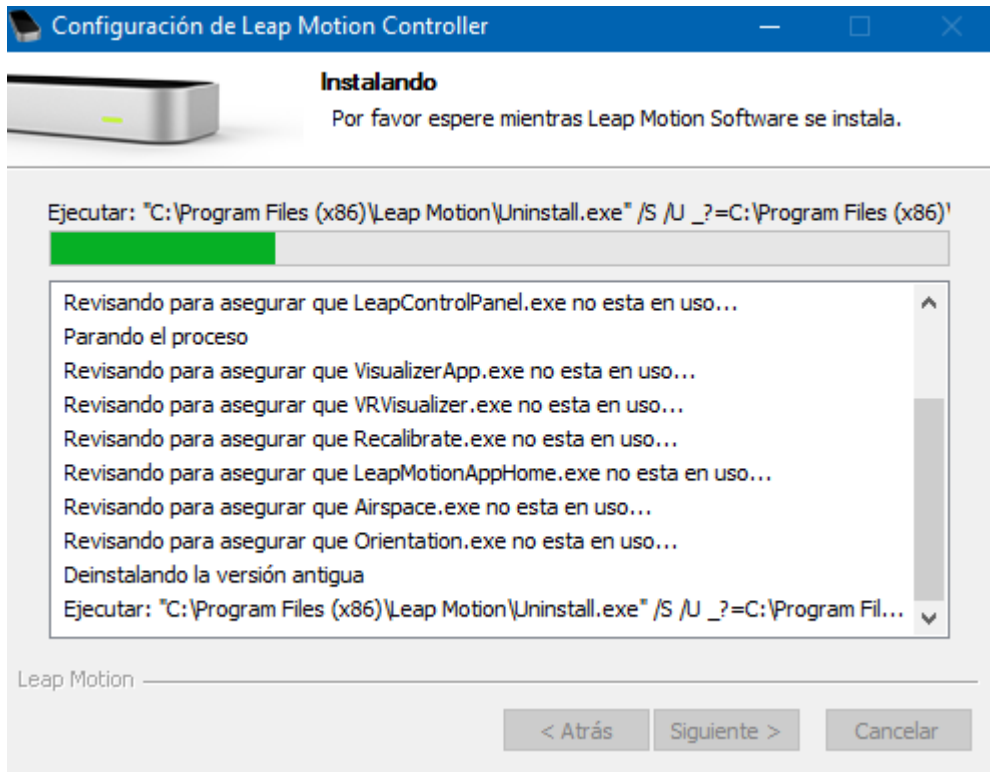 Configuración de Leap Motion Controller
Instalando
Por favor espere mientras Leap Motion Software se instala.
Ejecutar: "C:\Program Files (x86)\Leap Motion\Uninstall.exe" /S /U _?=C:\Program Files (x86)\
Revisando para asegurar que LeapControlPanel.exe no esta en uso...
Parando el proceso
Revisando para asegurar que VisualizerApp.exe no esta en uso...
Revisando para asegurar que VRVisualizer.exe no esta en uso...
Revisando para asegurar que Recalibrate.exe no esta en uso...
Revisando para asegurar que LeapMotionAppHome.exe no esta en uso...
Revisando para asegurar que Airspace.exe no esta en uso...
Revisando para asegurar que Orientation.exe no esta en uso...
Deinstalando la versión antigua
Ejecutar: "C:\Program Files (x86)\Leap Motion\Uninstall.exe" /S /U _?=C:\Program Fil...
Leap Motion
< Atrás Siguiente > Cancelar